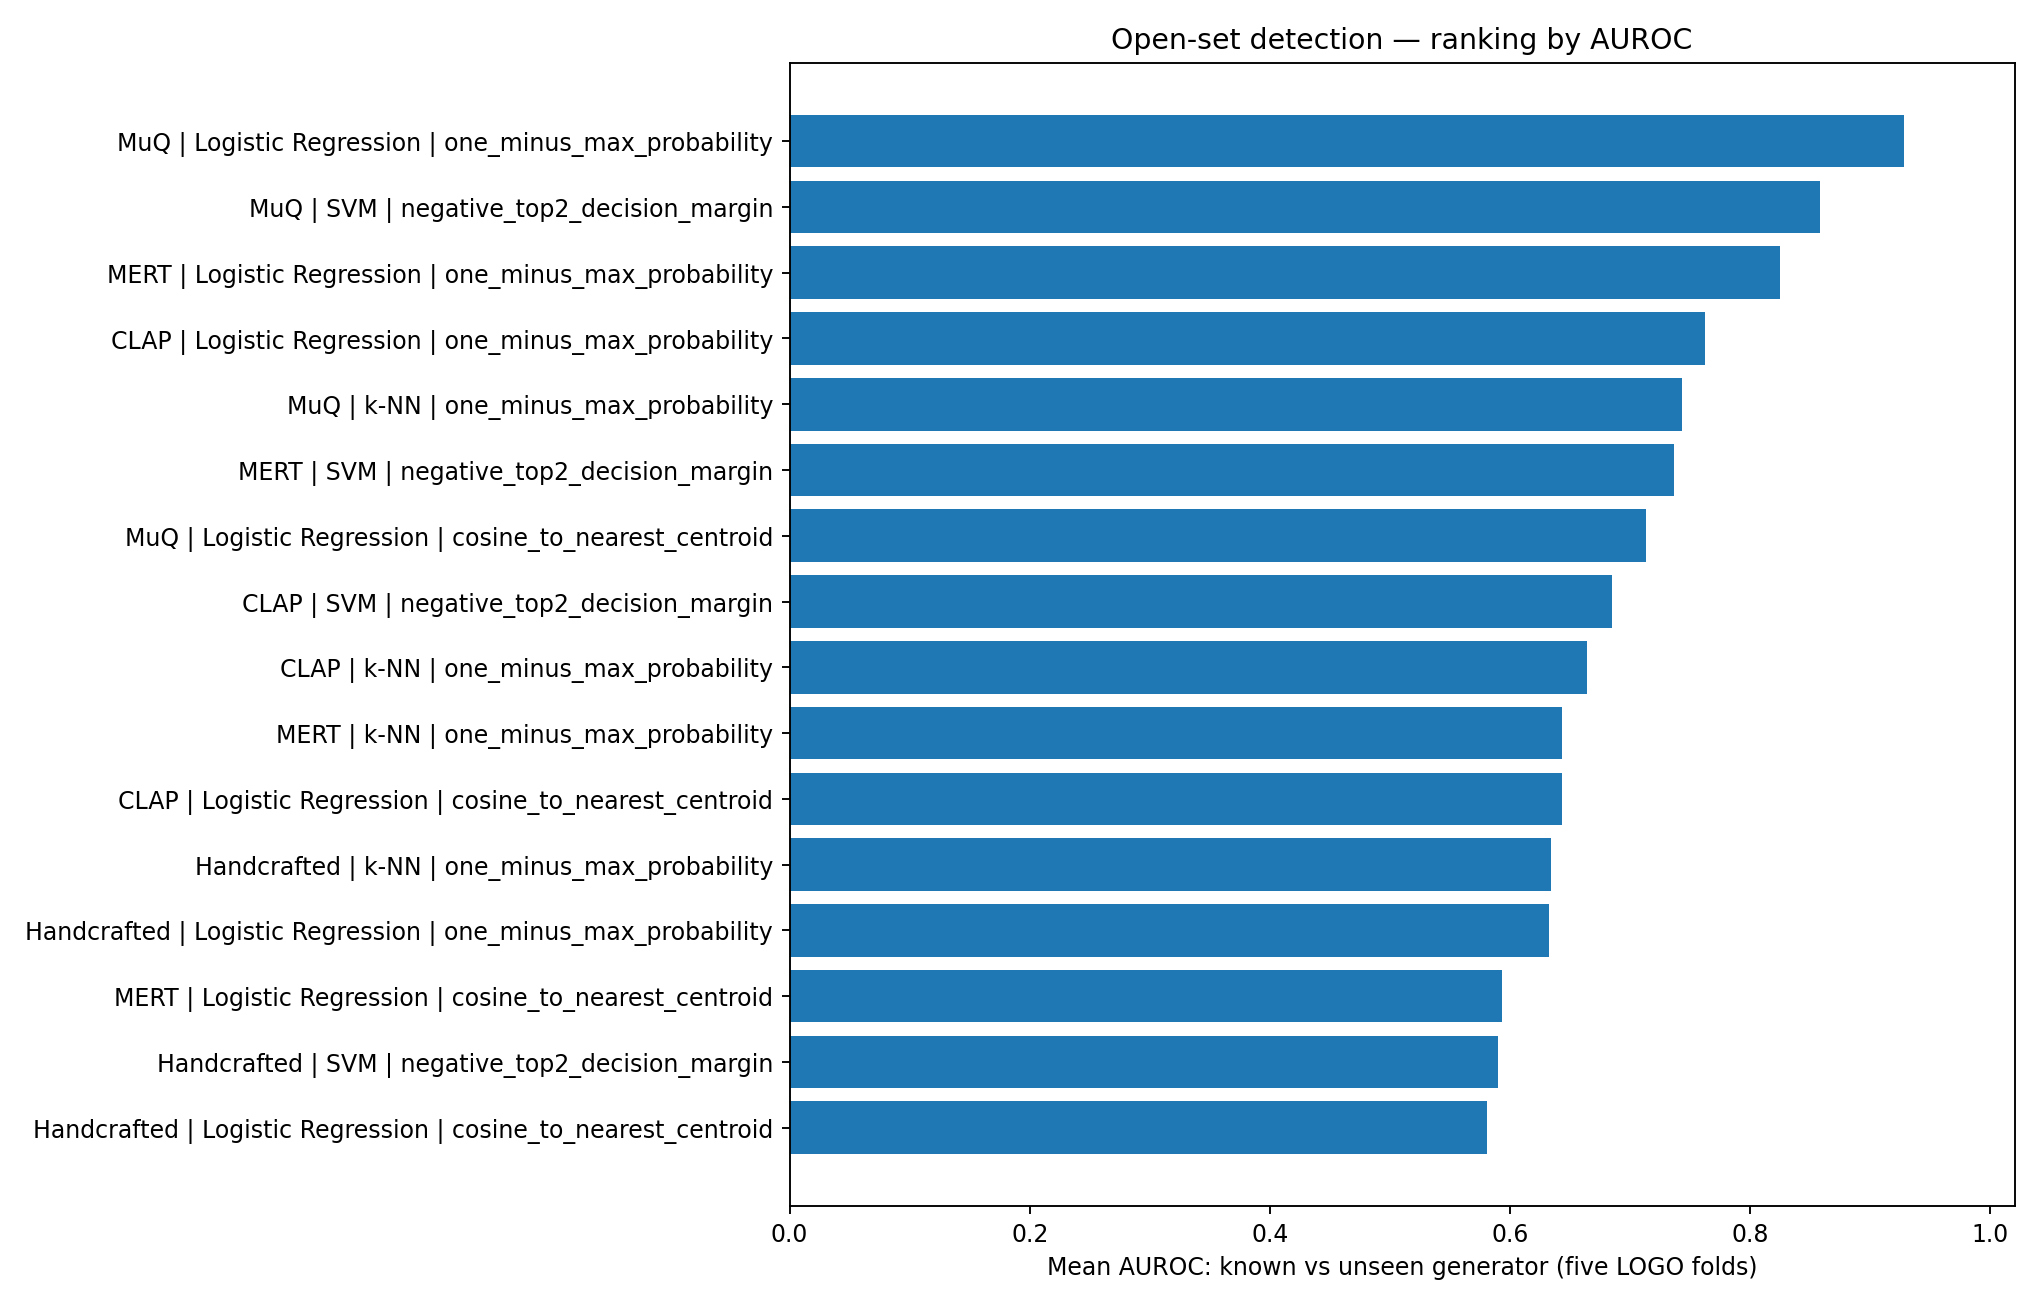 Open-set detection — ranking by AUROC
MuQ | Logistic Regression | one_minus_max_probability
MuQ | SVM | negative_top2_decision_margin
MERT | Logistic Regression | one_minus_max_probability
CLAP | Logistic Regression | one_minus_max_probability
MuQ | k-NN | one_minus_max_probability
MERT | SVM | negative_top2_decision_margin
MuQ | Logistic Regression | cosine_to_nearest_centroid
CLAP | SVM | negative_top2_decision_margin
CLAP | k-NN | one_minus_max_probability
MERT | k-NN | one_minus_max_probability
CLAP | Logistic Regression | cosine_to_nearest_centroid
Handcrafted | k-NN | one_minus_max_probability
Handcrafted | Logistic Regression | one_minus_max_probability
MERT | Logistic Regression | cosine_to_nearest_centroid
Handcrafted | SVM | negative_top2_decision_margin
Handcrafted | Logistic Regression | cosine_to_nearest_centroid
0.0 0.2 0.4 0.6 0.8 1.0
Mean AUROC: known vs unseen generator (five LOGO folds)